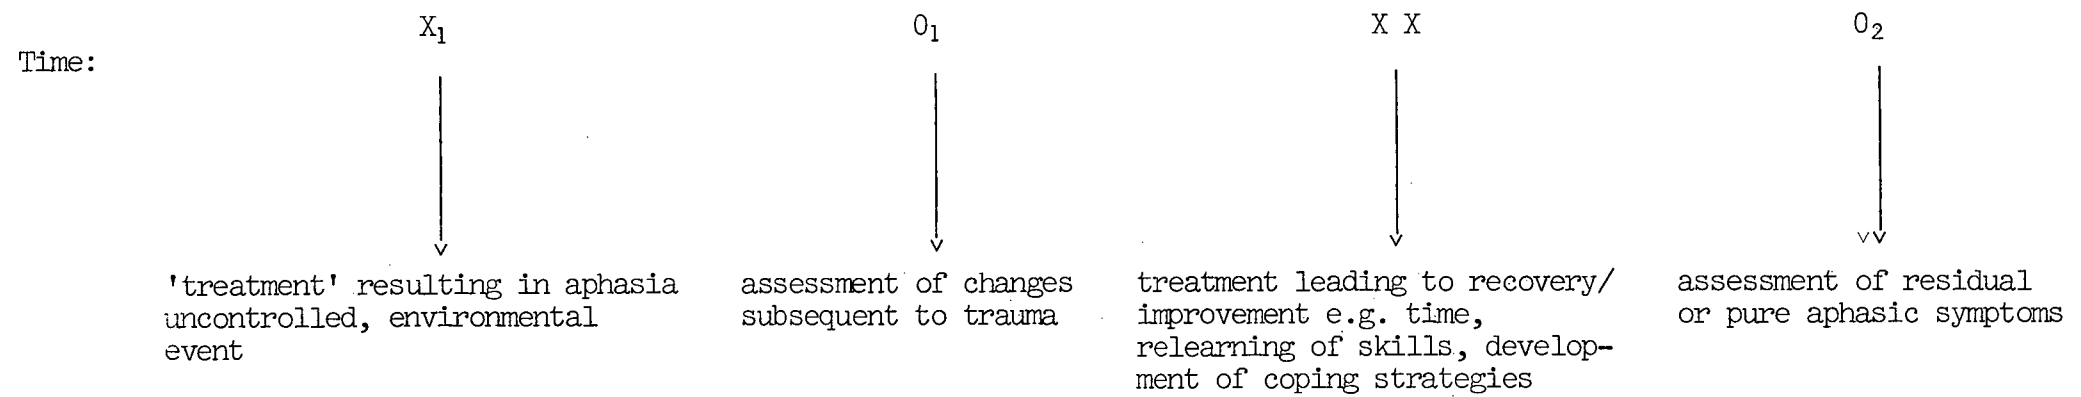 X₁ O₁ X X O₂
Time:
'treatment' resulting in aphasia
uncontrolled, environmental
event
assessment of changes
subsequent to trauma
treatment leading to recovery/
improvement e.g. time,
relearning of skills, develop-
ment of coping strategies
assessment of residual
or pure aphasic symptoms